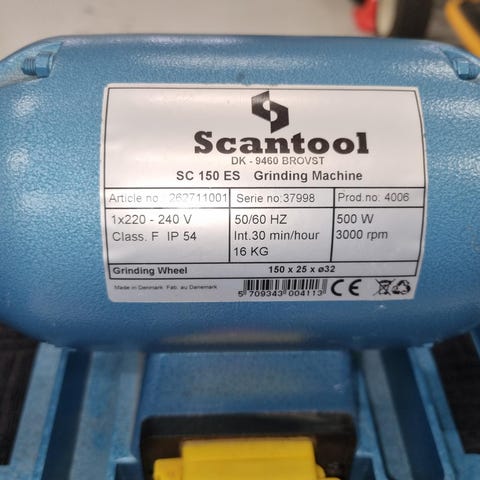 Scantool
DK - 9460 BROVST
SC 150 ES Grinding Machine
Article no: 262711001 Serie no:37998 Prod.no: 4006
1x220 - 240 V 50/60 HZ 500 W
Class. F IP 54 Int.30 min/hour 3000 rpm
16 KG
Grinding Wheel 150 x 25 x ø32
Made in Denmark Fab. au Danemark
5 709343 004113 CE